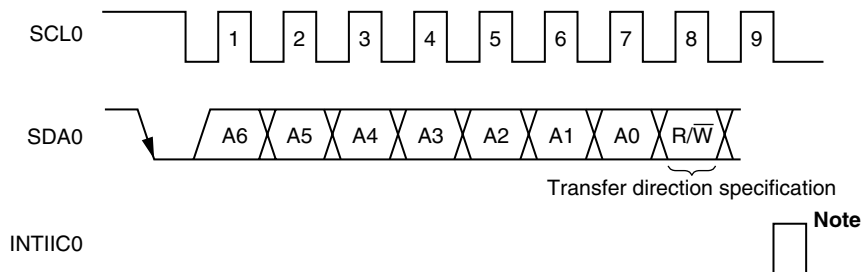 SCL0 1 2 3 4 5 6 7 8 9
SDA0 A6 A5 A4 A3 A2 A1 A0 R/W̅
Transfer direction specification
Note
INTIIC0